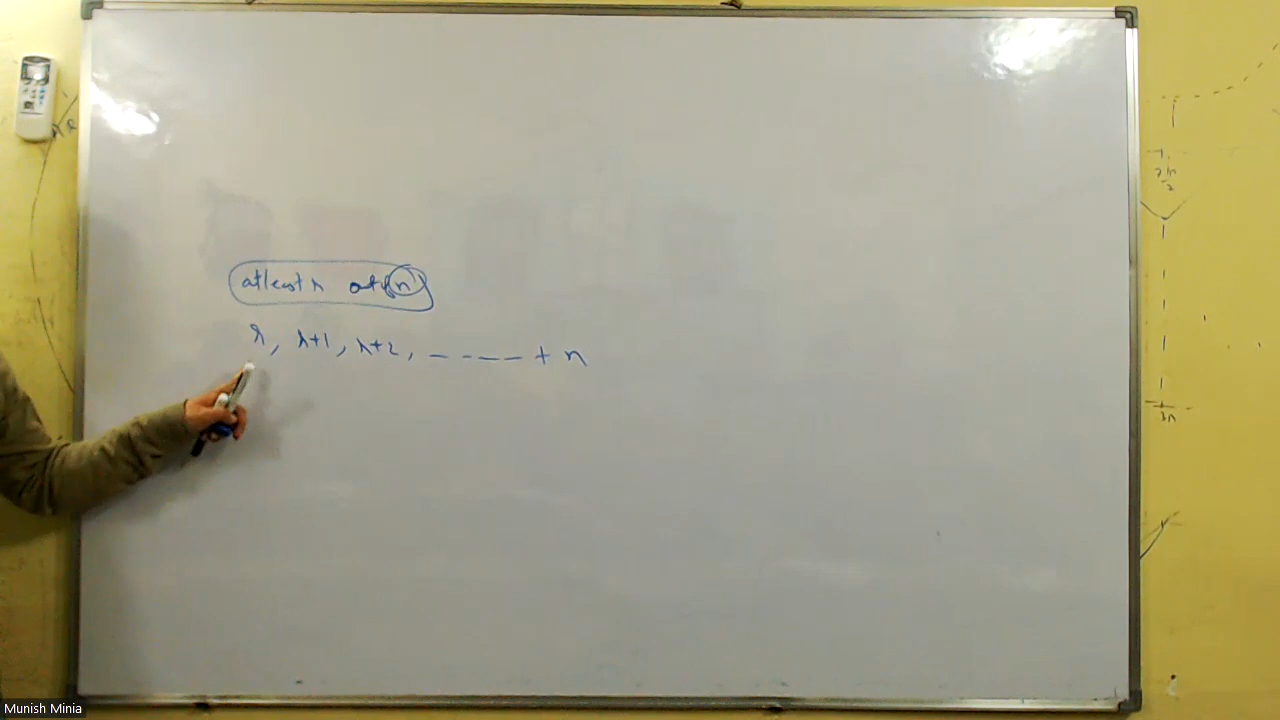 atleast r out of n
r, r+1, r+2, ----- + n
Munish Minia